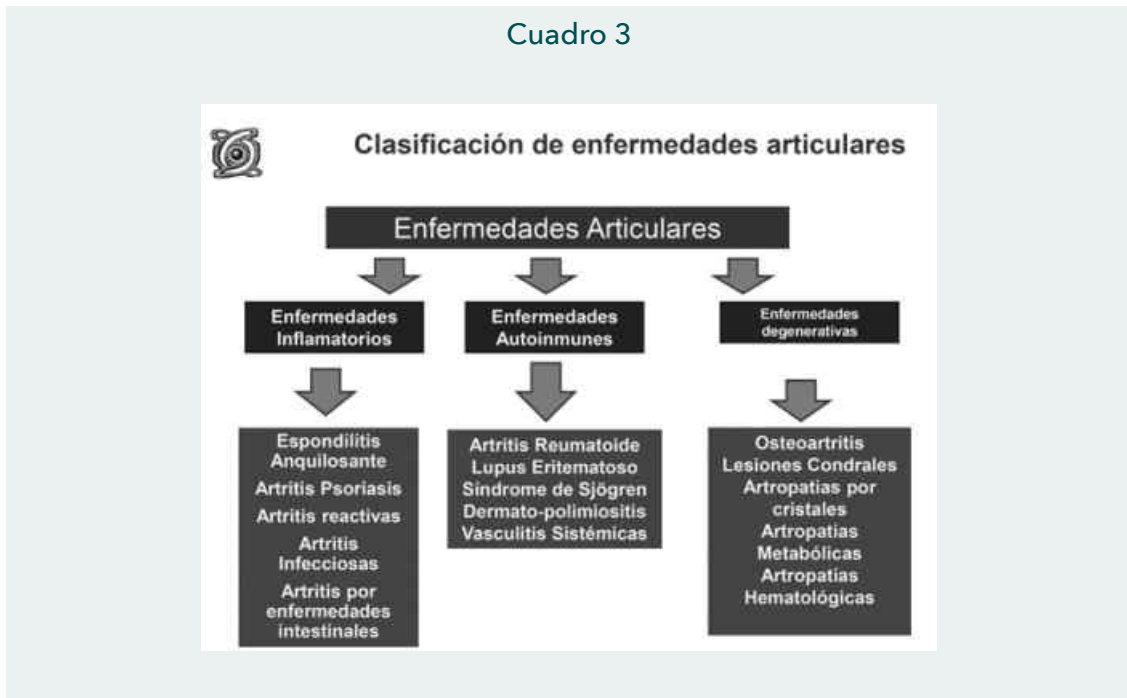 Cuadro 3
Clasificación de enfermedades articulares
Enfermedades Articulares
Enfermedades
Inflamatorios
Espondilitis
Anquilosante
Artritis Psoriasis
Artritis reactivas
Artritis
Infecciosas
Artritis por
enfermedades
intestinales
Enfermedades
Autoinmunes
Artritis Reumatoide
Lupus Eritematoso
Síndrome de Sjögren
Dermato-polimiositis
Vasculitis Sistémicas
Enfermedades
degenerativas
Osteoartritis
Lesiones Condrales
Artropatias por
cristales
Artropatias
Metabólicas
Artropatias
Hematológicas